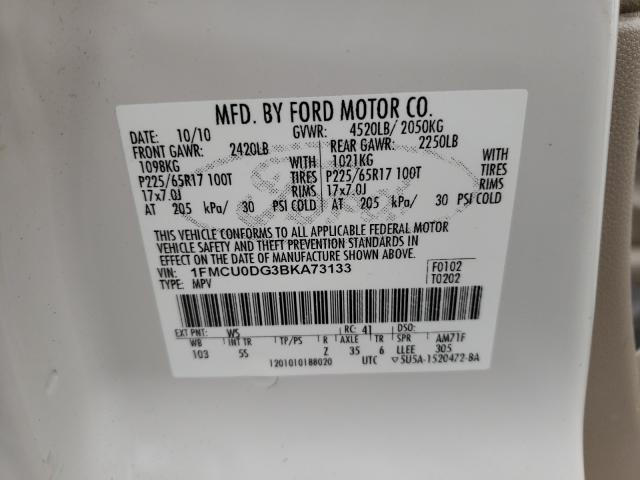 MFD. BY FORD MOTOR CO.
DATE: 10/10 GVWR: 4520LB/ 2050KG
FRONT GAWR: 2420LB REAR GAWR: 2250LB
1098KG WITH 1021KG WITH
P225/65R17 100T TIRES P225/65R17 100T TIRES
17x7.0J RIMS 17x7.0J RIMS
AT 205 kPa/ 30 PSI COLD AT 205 kPa/ 30 PSI COLD
THIS VEHICLE CONFORMS TO ALL APPLICABLE FEDERAL MOTOR
VEHICLE SAFETY AND THEFT PREVENTION STANDARDS IN
EFFECT ON THE DATE OF MANUFACTURE SHOWN ABOVE.
VIN: 1FMCU0DG3BKA73133 F0102
TYPE: MPV T0202
EXT PNT: WS RC: 41 DSO:
WB INT TR TP/PS R AXLE TR SPR AM71F
103 5S Z 35 6 LLEE 305
1201010188020 UTC 5U5A-1520472-BA